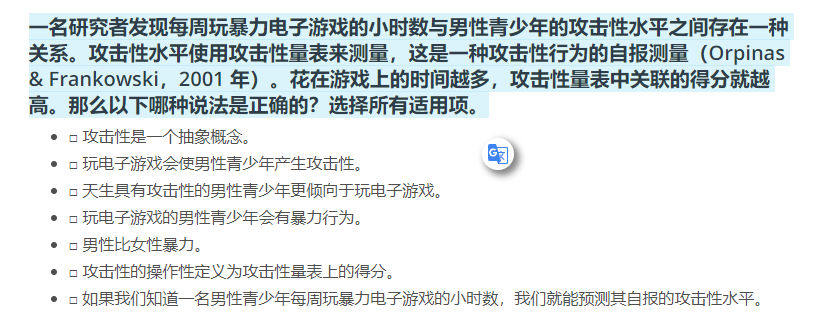 一名研究者发现每周玩暴力电子游戏的小时数与男性青少年的攻击性水平之间存在一种
关系。攻击性水平使用攻击性量表来测量，这是一种攻击性行为的自报测量（Orpinas
& Frankowski，2001 年）。花在游戏上的时间越多，攻击性量表中关联的得分就越
高。那么以下哪种说法是正确的？选择所有适用项。
• □ 攻击性是一个抽象概念。
• □ 玩电子游戏会使男性青少年产生攻击性。
• □ 天生具有攻击性的男性青少年更倾向于玩电子游戏。
• □ 玩电子游戏的男性青少年会有暴力行为。
• □ 男性比女性暴力。
• □ 攻击性的操作性定义为攻击性量表上的得分。
• □ 如果我们知道一名男性青少年每周玩暴力电子游戏的小时数，我们就能预测其自报的攻击性水平。